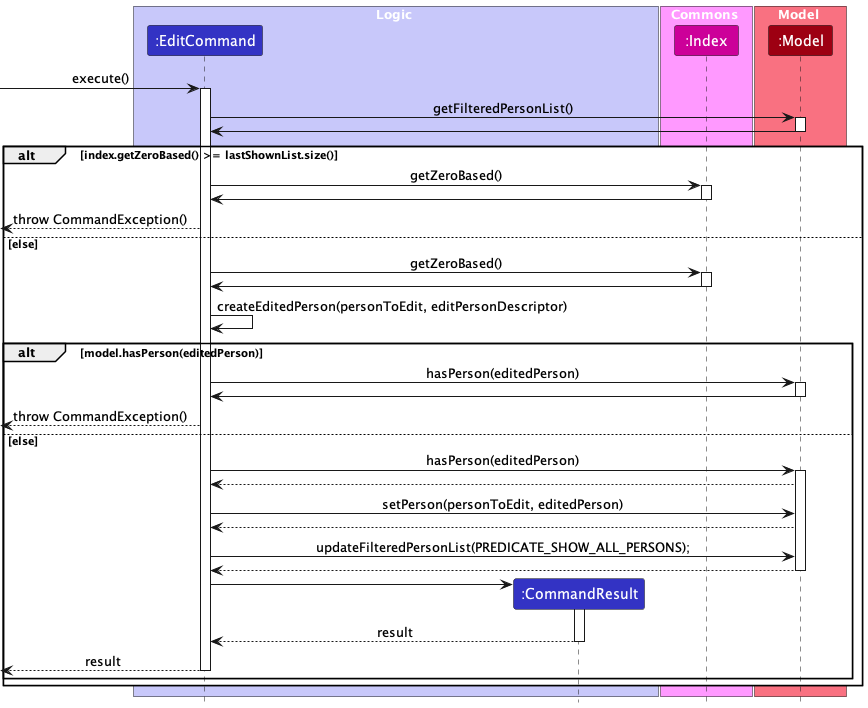 Logic
Commons
Model
:EditCommand
:Index
:Model
execute()
getFilteredPersonList()
alt
[index.getZeroBased() >= lastShownList.size()]
getZeroBased()
throw CommandException()
[else]
getZeroBased()
createEditedPerson(personToEdit, editPersonDescriptor)
alt
[model.hasPerson(editedPerson)]
hasPerson(editedPerson)
throw CommandException()
[else]
hasPerson(editedPerson)
setPerson(personToEdit, editedPerson)
updateFilteredPersonList(PREDICATE_SHOW_ALL_PERSONS);
:CommandResult
result
result